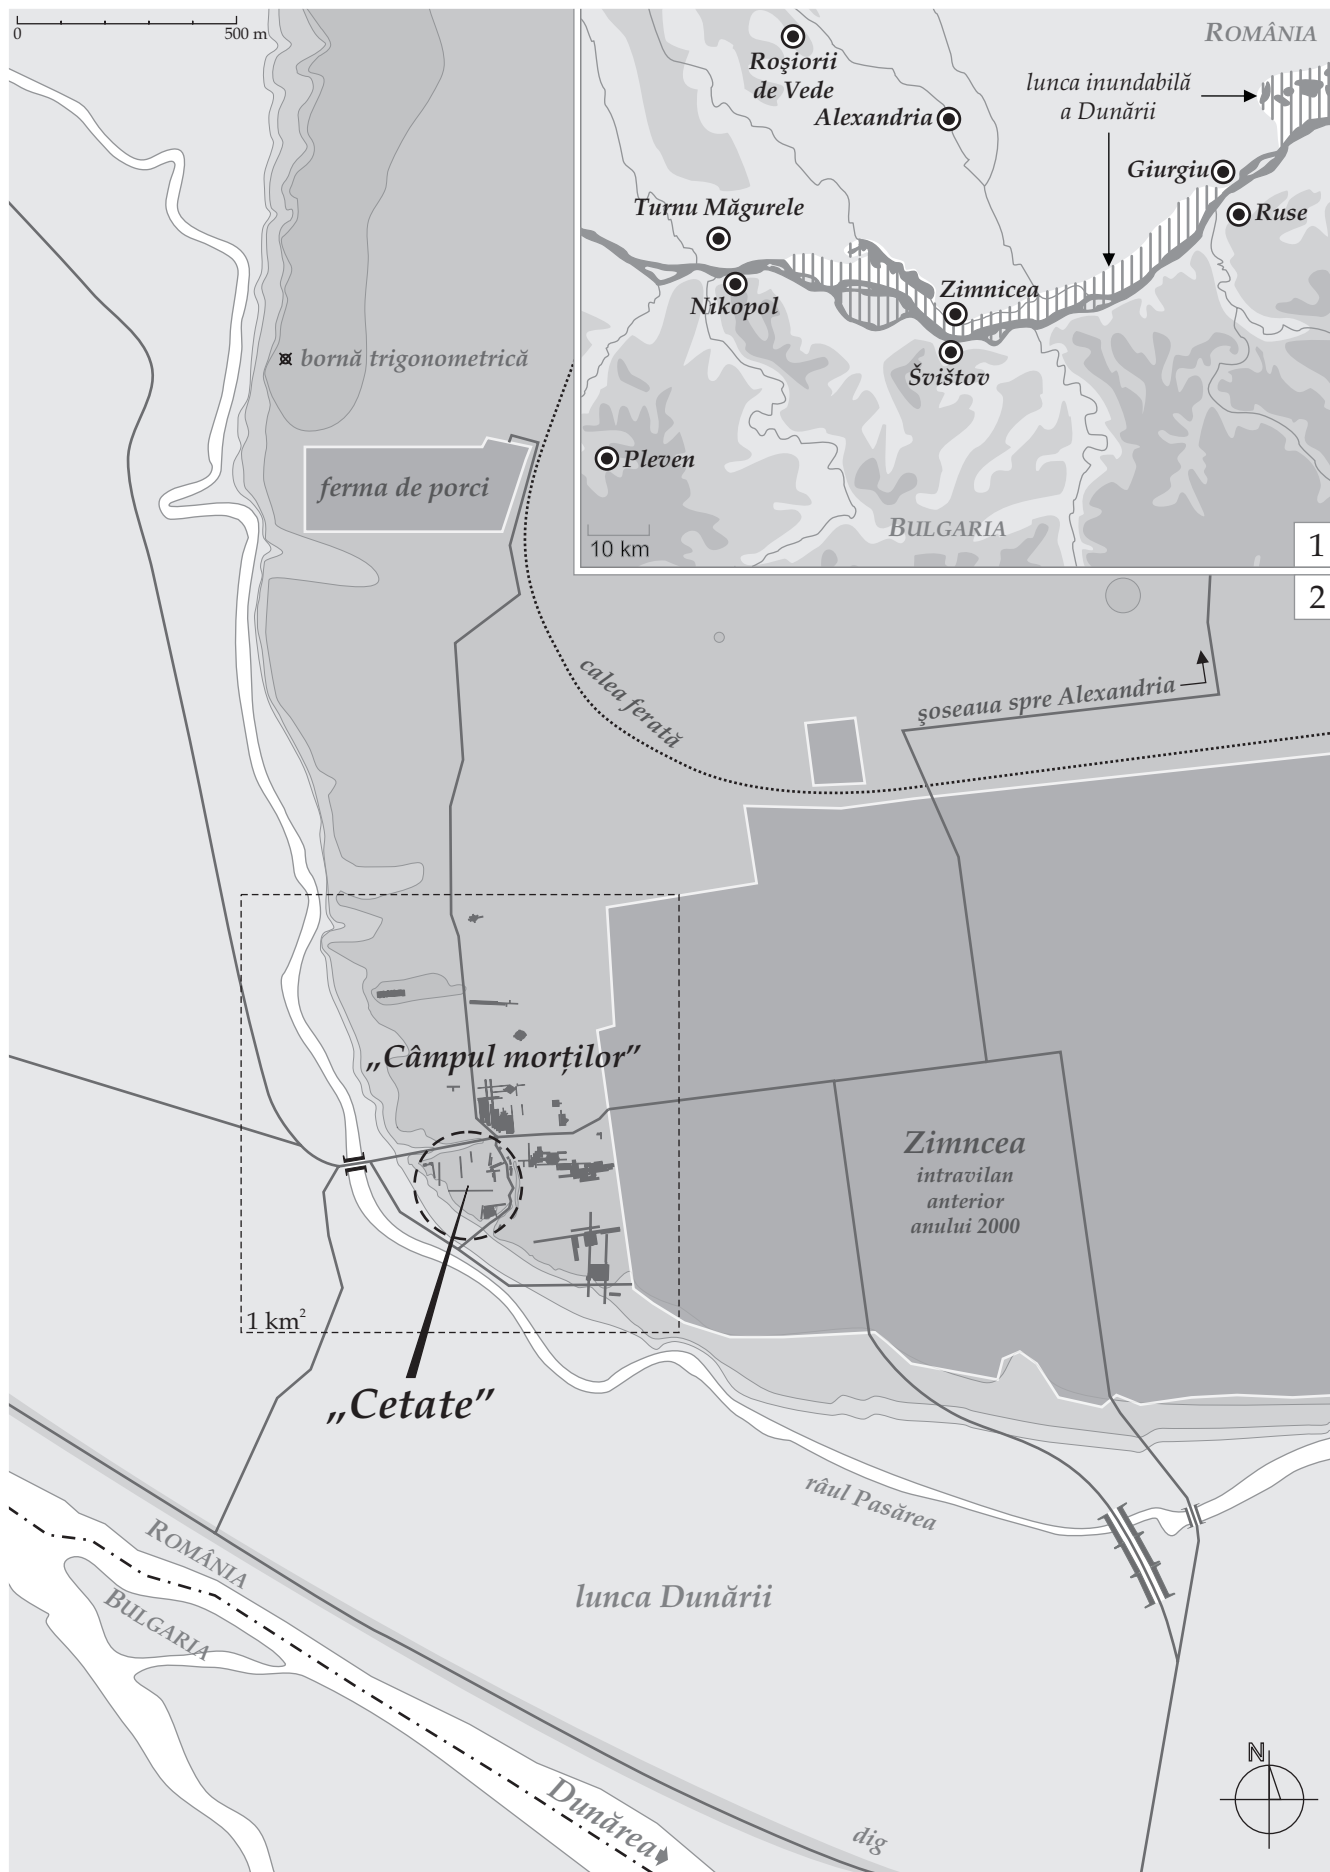 0
500 m
ROMÂNIA
Roşiorii
de Vede
lunca inundabilă
a Dunării
Alexandria
Giurgiu
Turnu Măgurele
Ruse
Nikopol
Zimnicea
Švištov
Pleven
BULGARIA
10 km
1
2
bornă trigonometrică
ferma de porci
calea ferată
şoseaua spre Alexandria
„Câmpul morților”
Zimncea
intravilan
anterior
anului 2000
1 km²
„Cetate”
râul Pasărea
ROMÂNIA
BULGARIA
lunca Dunării
Dunărea
dig
N